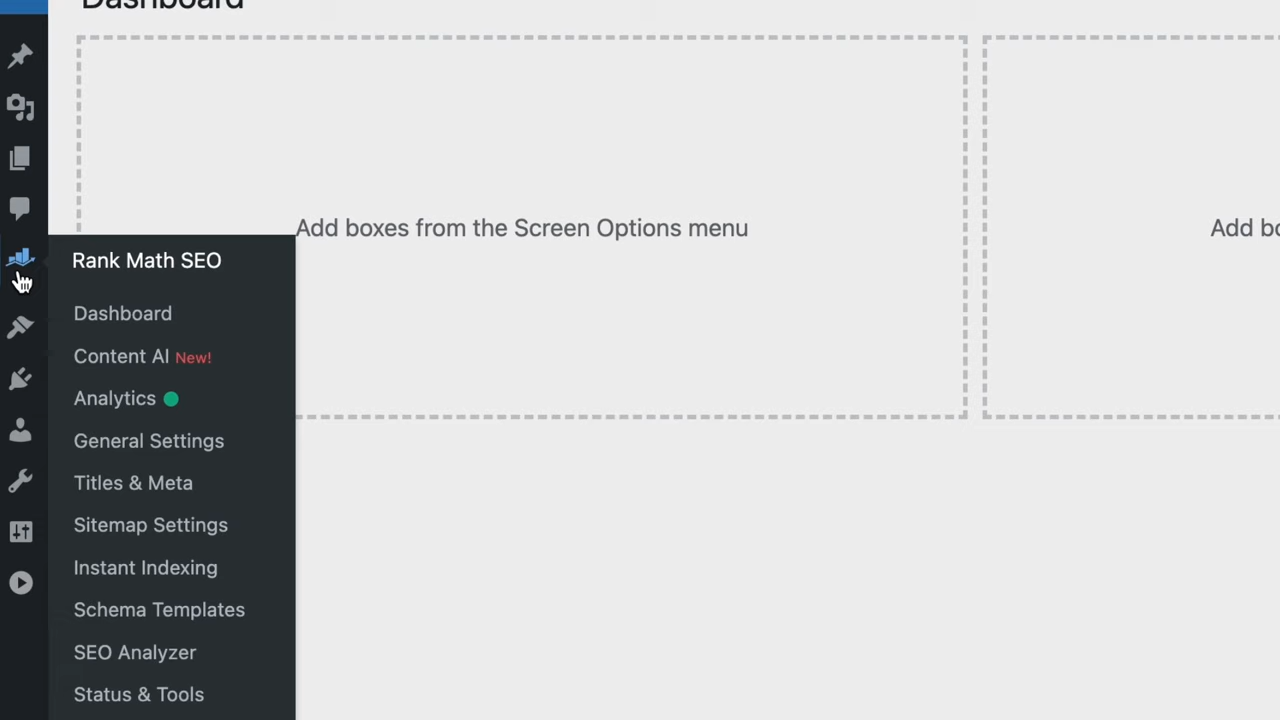 Dashboard
Add boxes from the Screen Options menu
Add bo
Rank Math SEO
Dashboard
Content AI New!
Analytics
General Settings
Titles & Meta
Sitemap Settings
Instant Indexing
Schema Templates
SEO Analyzer
Status & Tools